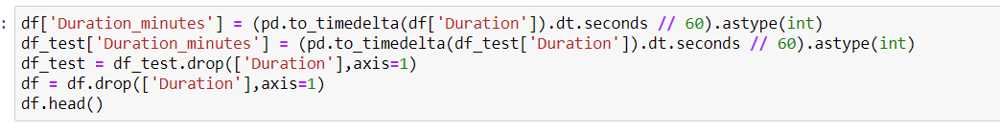 : df['Duration_minutes'] = (pd.to_timedelta(df['Duration']).dt.seconds // 60).astype(int)
df_test['Duration_minutes'] = (pd.to_timedelta(df_test['Duration']).dt.seconds // 60).astype(int)
df_test = df_test.drop(['Duration'],axis=1)
df = df.drop(['Duration'],axis=1)
df.head()